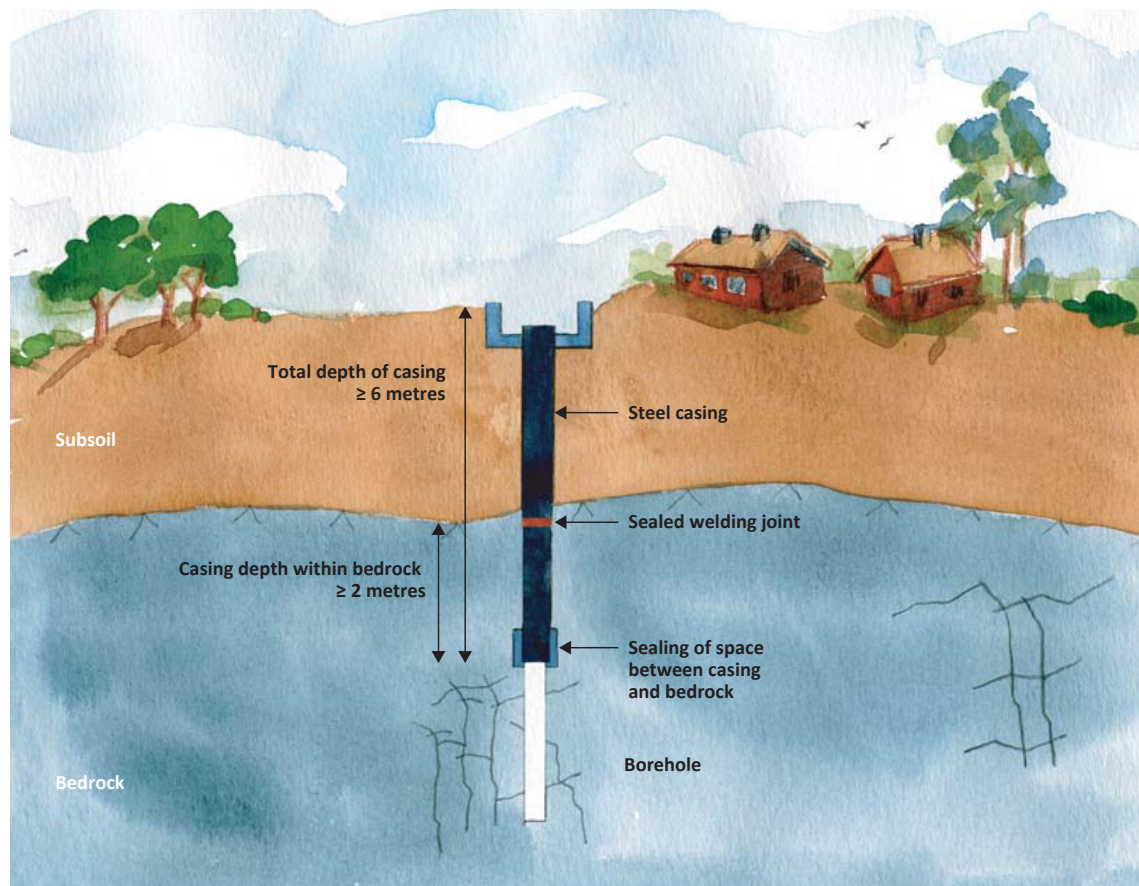 Total depth of casing
≥ 6 metres
Steel casing
Subsoil
Sealed welding joint
Casing depth within bedrock
≥ 2 metres
Sealing of space
between casing
and bedrock
Borehole
Bedrock